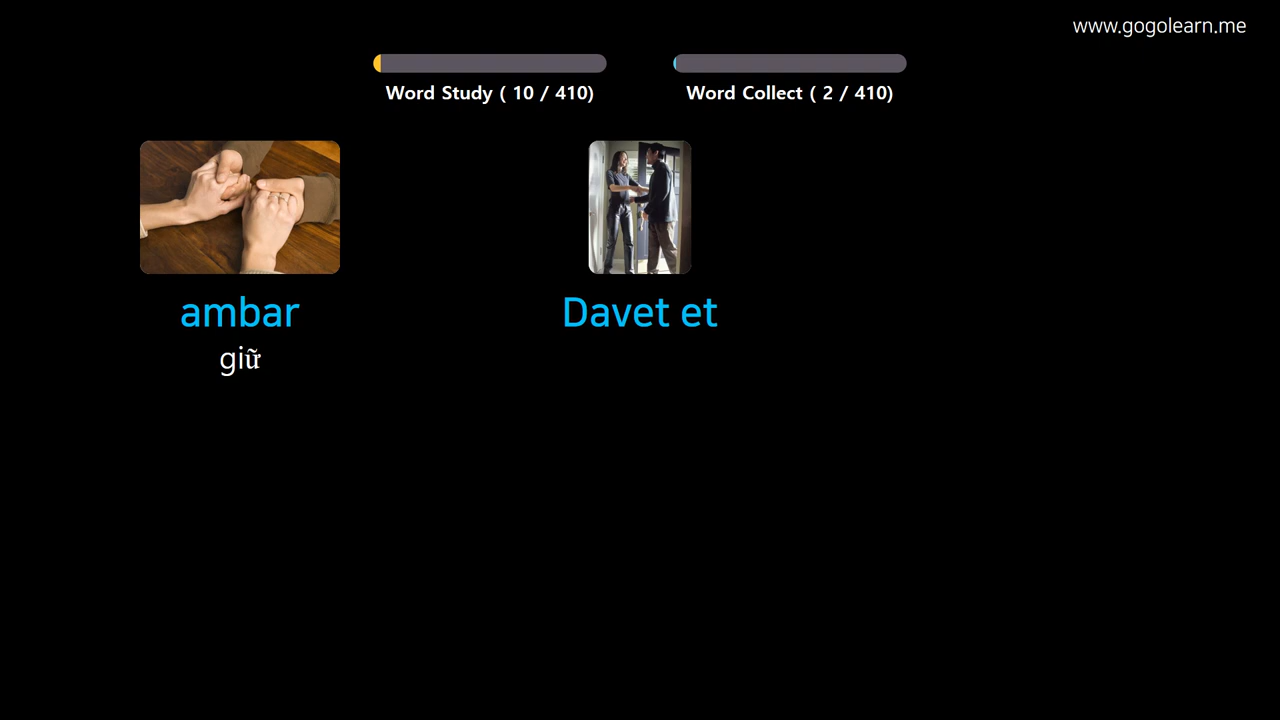 www.gogolearn.me
Word Study ( 10 / 410)
Word Collect ( 2 / 410)
ambar
Davet et
giữ